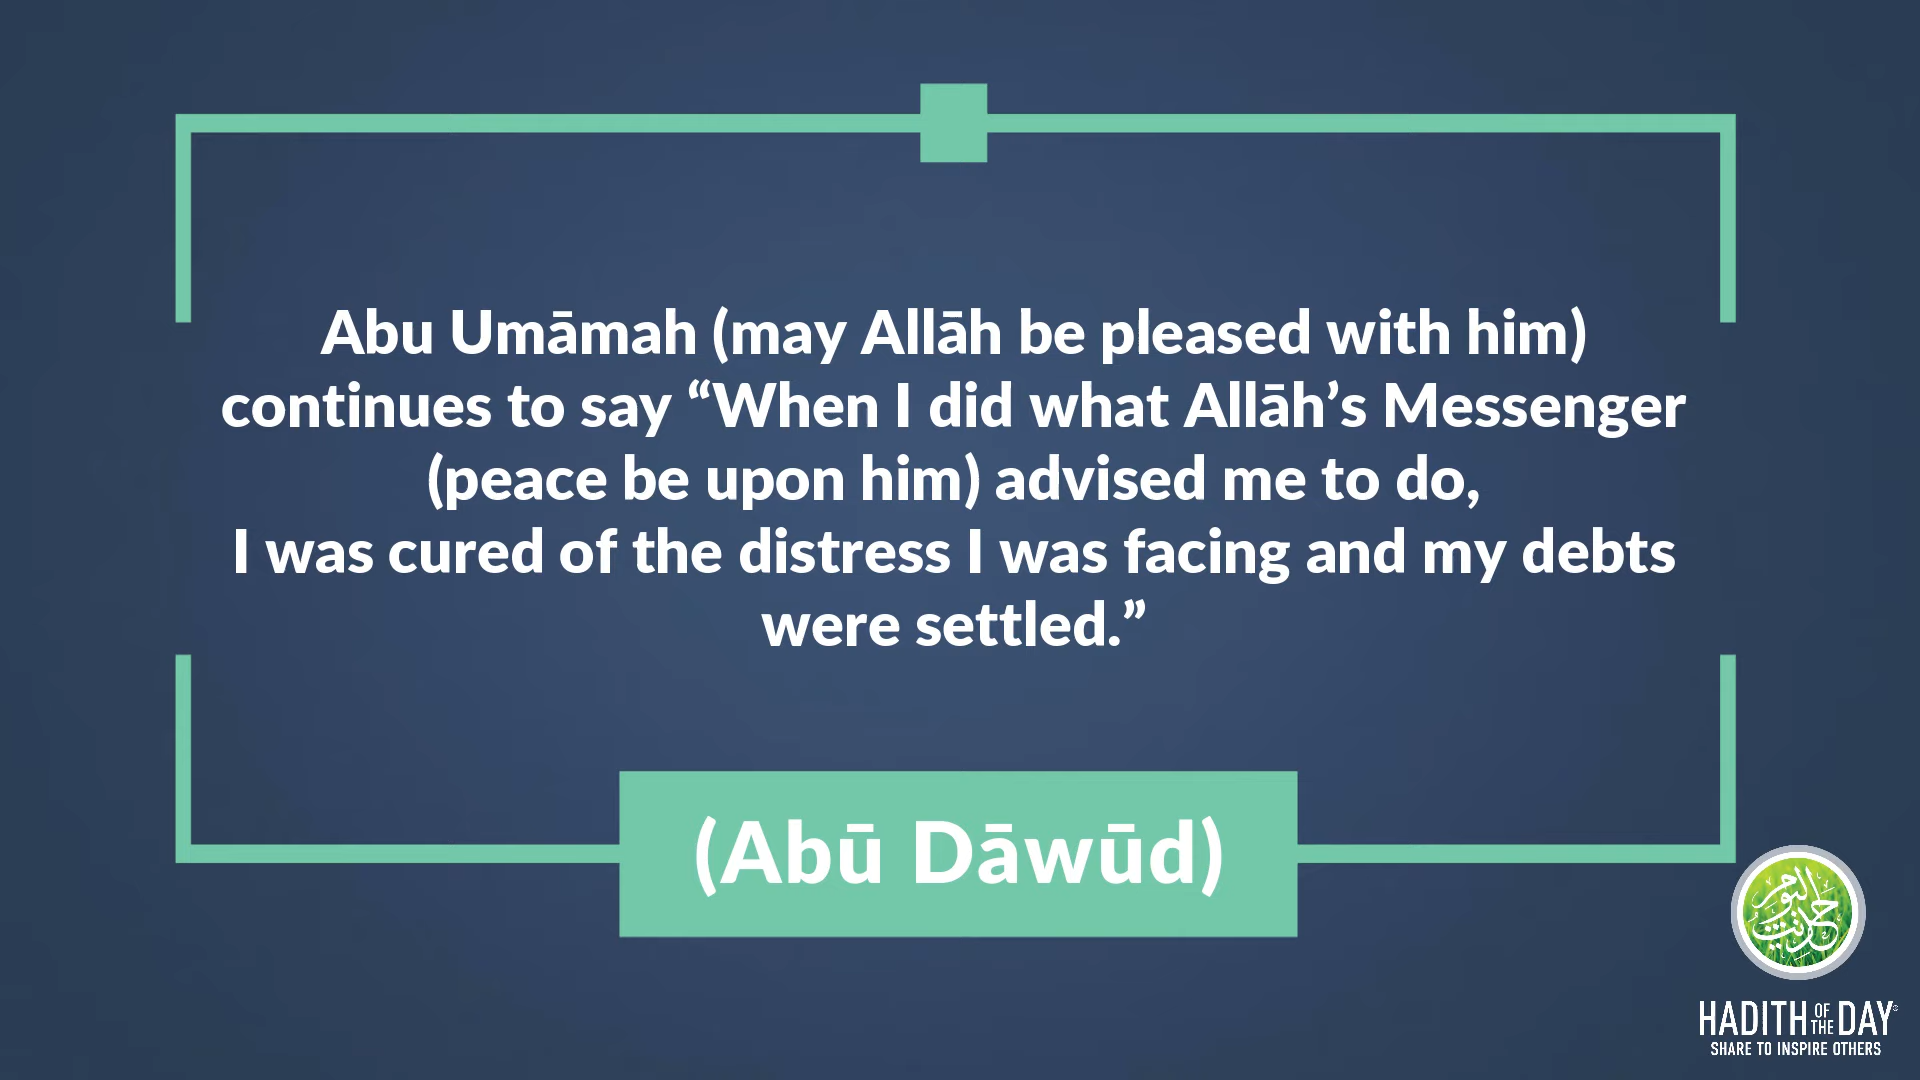 Abu Umāmah (may Allāh be pleased with him)
continues to say “When I did what Allāh’s Messenger
(peace be upon him) advised me to do,
I was cured of the distress I was facing and my debts
were settled.”
(Abū Dāwūd)
حديث اليوم
HADITH OF THE DAY
SHARE TO INSPIRE OTHERS